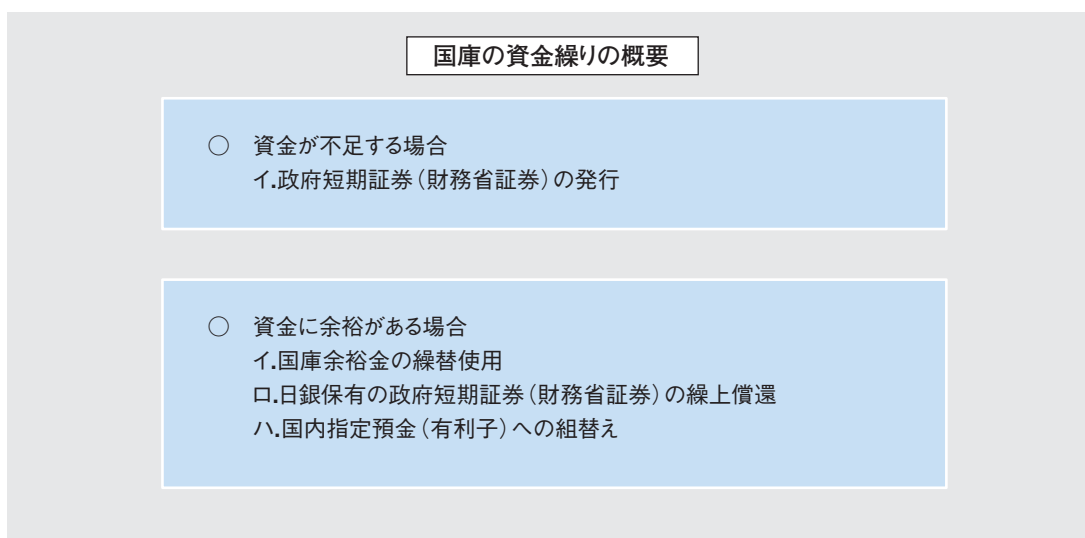 国庫の資金繰りの概要
○ 資金が不足する場合
イ.政府短期証券(財務省証券)の発行
○ 資金に余裕がある場合
イ.国庫余裕金の繰替使用
ロ.日銀保有の政府短期証券(財務省証券)の繰上償還
ハ.国内指定預金(有利子)への組替え